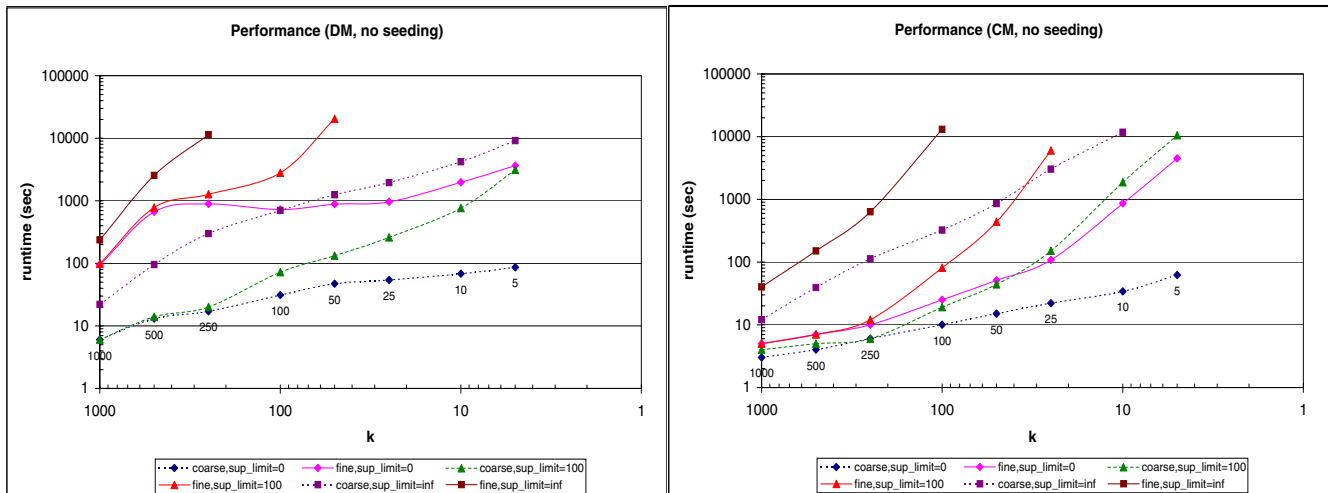 Performance (DM, no seeding)
100000
10000
1000
100
10
1
runtime (sec)
1000
500
250
100
50
25
10
5
1000
100
10
1
k
coarse,sup_limit=0
fine,sup_limit=0
coarse,sup_limit=100
fine,sup_limit=100
coarse,sup_limit=inf
fine,sup_limit=inf
Performance (CM, no seeding)
100000
10000
1000
100
10
1
runtime (sec)
1000
500
250
100
50
25
10
5
1000
100
10
1
k
coarse,sup_limit=0
fine,sup_limit=0
coarse,sup_limit=100
fine,sup_limit=100
coarse,sup_limit=inf
fine,sup_limit=inf